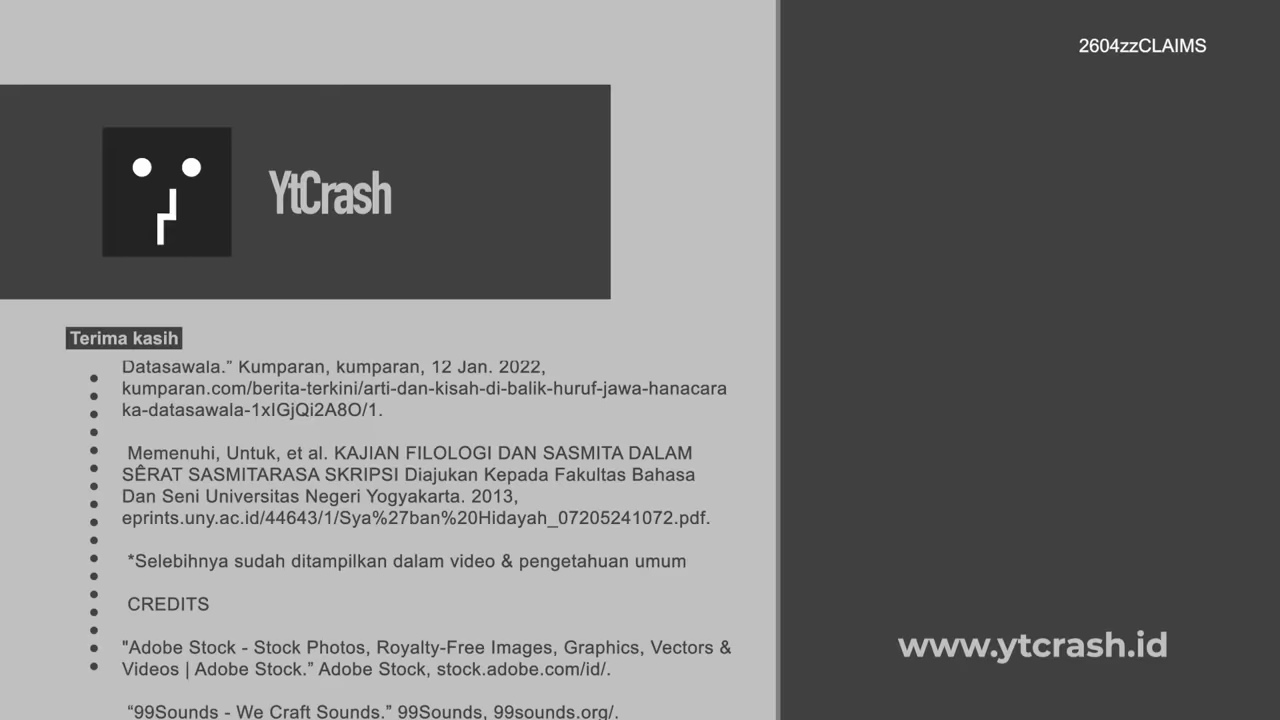 2604zzCLAIMS
YtCrash
Terima kasih
Datasawala.” Kumparan, kumparan, 12 Jan. 2022,
kumparan.com/berita-terkini/arti-dan-kisah-di-balik-huruf-jawa-hanacara
ka-datasawala-1xIGjQi2A8O/1.
Memenuhi, Untuk, et al. KAJIAN FILOLOGI DAN SASMITA DALAM
SÊRAT SASMITARASA SKRIPSI Diajukan Kepada Fakultas Bahasa
Dan Seni Universitas Negeri Yogyakarta. 2013,
eprints.uny.ac.id/44643/1/Sya%27ban%20Hidayah_07205241072.pdf.
*Selebihnya sudah ditampilkan dalam video & pengetahuan umum
CREDITS
"Adobe Stock - Stock Photos, Royalty-Free Images, Graphics, Vectors &
Videos | Adobe Stock.” Adobe Stock, stock.adobe.com/id/.
“99Sounds - We Craft Sounds.” 99Sounds, 99sounds.org/.
www.ytcrash.id